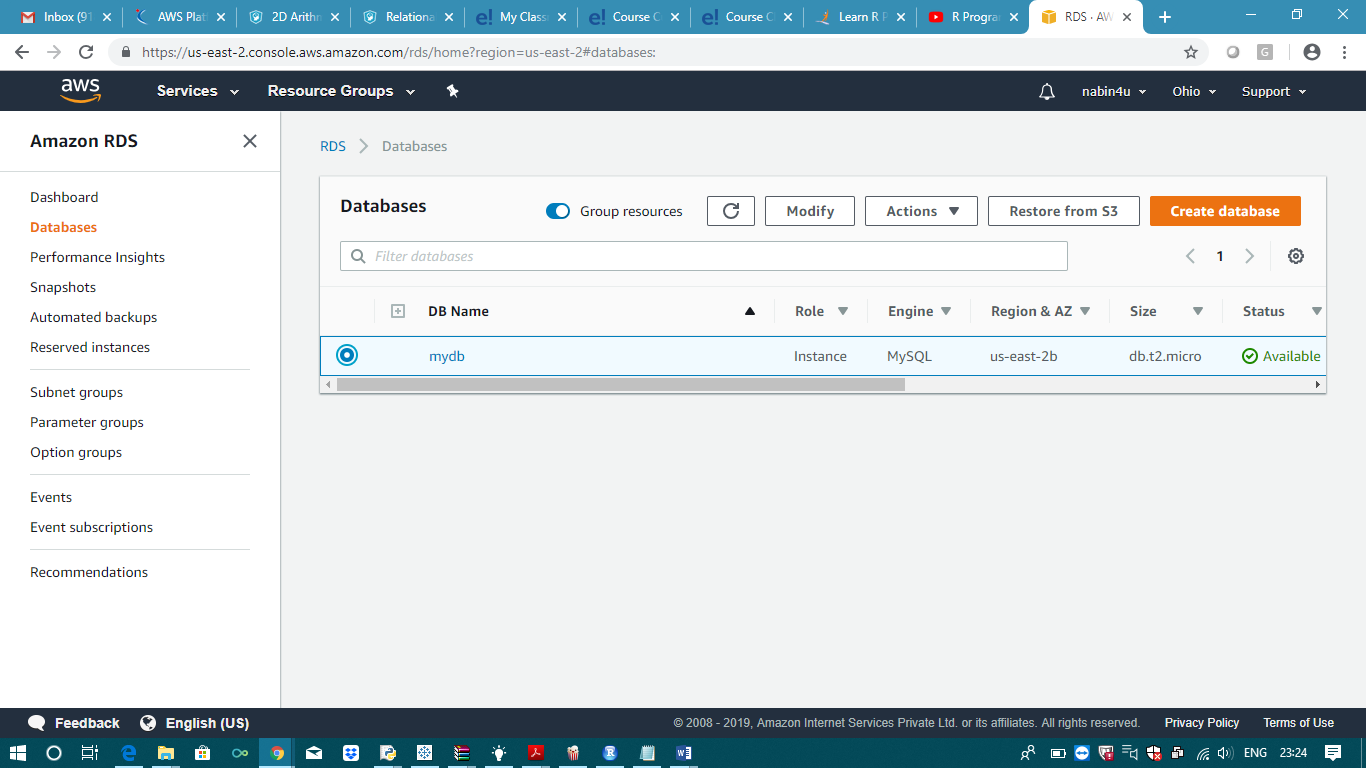 Inbox (91
AWS Plat
2D Arithm
Relationa
e! My Class
e! Course C
e! Course C
Learn R P
R Progra
RDS · AW
https://us-east-2.console.aws.amazon.com/rds/home?region=us-east-2#databases:
G
aws Services Resource Groups nabin4u Ohio Support
Amazon RDS
Dashboard
Databases
Performance Insights
Snapshots
Automated backups
Reserved instances
Subnet groups
Parameter groups
Option groups
Events
Event subscriptions
Recommendations
RDS Databases
Databases Group resources Modify Actions Restore from S3 Create database
Filter databases 1
DB Name Role Engine Region & AZ Size Status
mydb Instance MySQL us-east-2b db.t2.micro Available
Feedback English (US) © 2008 - 2019, Amazon Internet Services Private Ltd. or its affiliates. All rights reserved. Privacy Policy Terms of Use
ENG 23:24